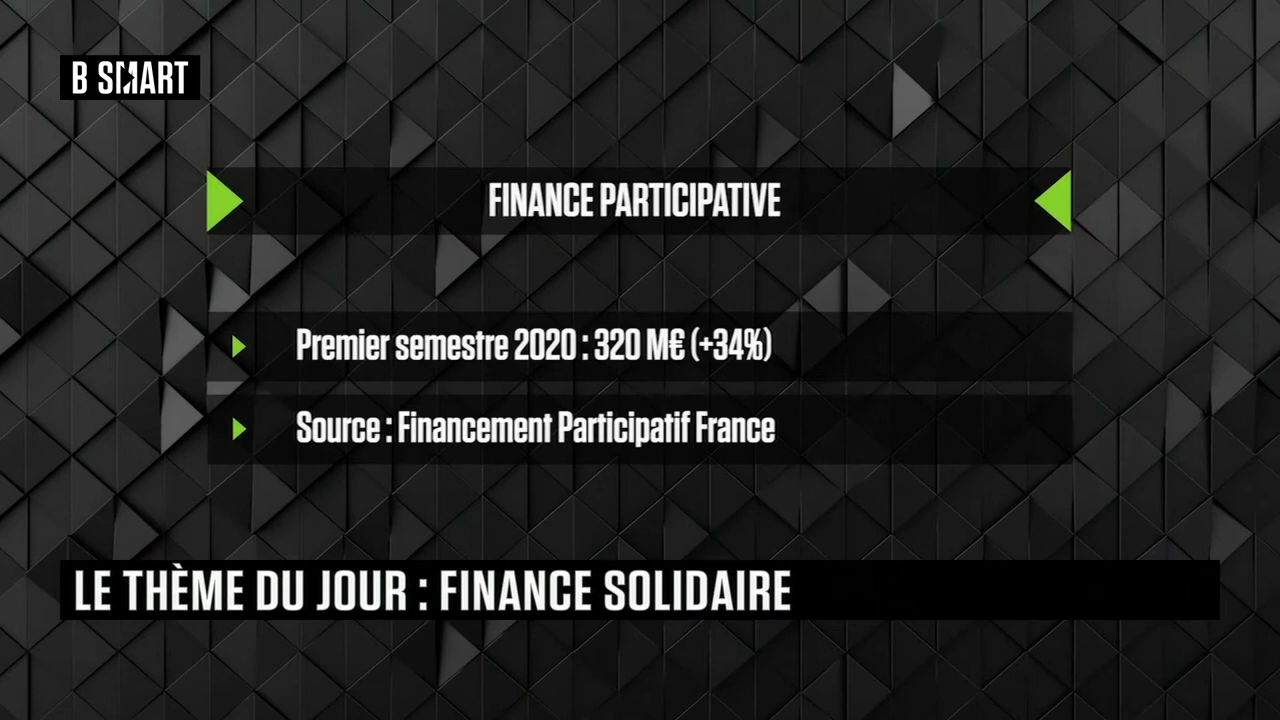 B SMART
FINANCE PARTICIPATIVE
Premier semestre 2020 : 320 M€ (+34%)
Source : Financement Participatif France
LE THÈME DU JOUR : FINANCE SOLIDAIRE